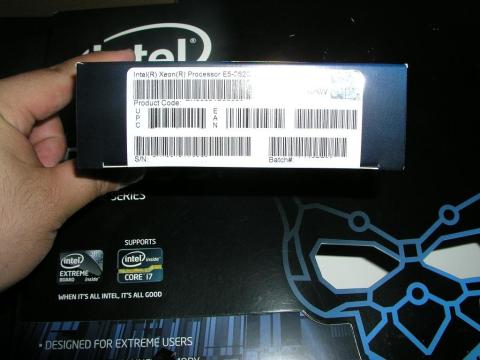 intel
Intel(R) Xeon(R) Processor E5-
Product Code:
UPC
EAN
S/N:
Batch#:
SERIES
SUPPORTS
intel inside
EXTREME
BOARD
intel inside
CORE i7
WHEN IT'S ALL INTEL, IT'S ALL GOOD
• DESIGNED FOR EXTREME USERS